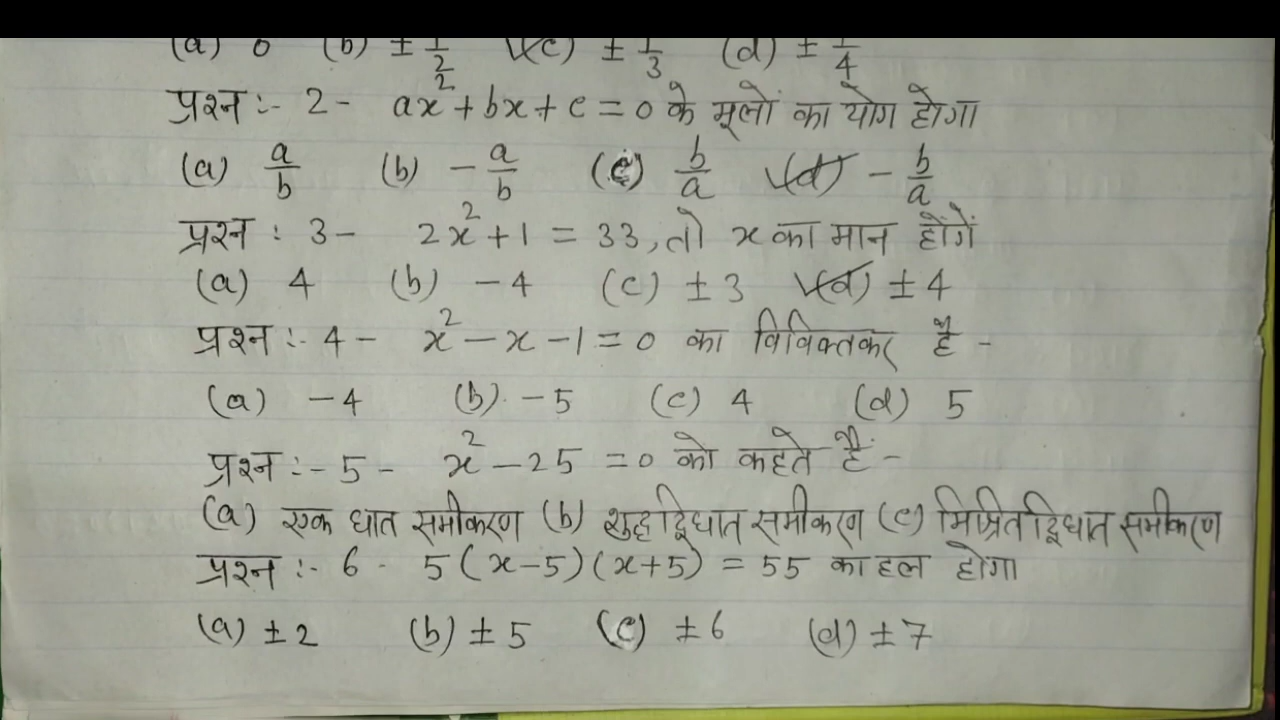 (a) 0 (b) ± 1/2 (c) ± 1/3 (d) ± 1/4
प्रश्न :- 2 - ax² + bx + c = 0 के मूलों का योग होगा
(a) a/b (b) - a/b (c) b/a (d) - b/a
प्रश्न : 3 - 2x² + 1 = 33, तो x का मान होंगें
(a) 4 (b) - 4 (c) ± 3 (d) ± 4
प्रश्न :- 4 - x² - x - 1 = 0 का विविक्तकर है -
(a) - 4 (b) - 5 (c) 4 (d) 5
प्रश्न :- 5 - x² - 25 = 0 को कहते हैं -
(a) एक घात समीकरण (b) शुद्ध द्विघात समीकरण (c) मिश्रित द्विघात समीकरण
प्रश्न :- 6 - 5(x-5)(x+5) = 55 का हल होगा
(a) ± 2 (b) ± 5 (c) ± 6 (d) ± 7